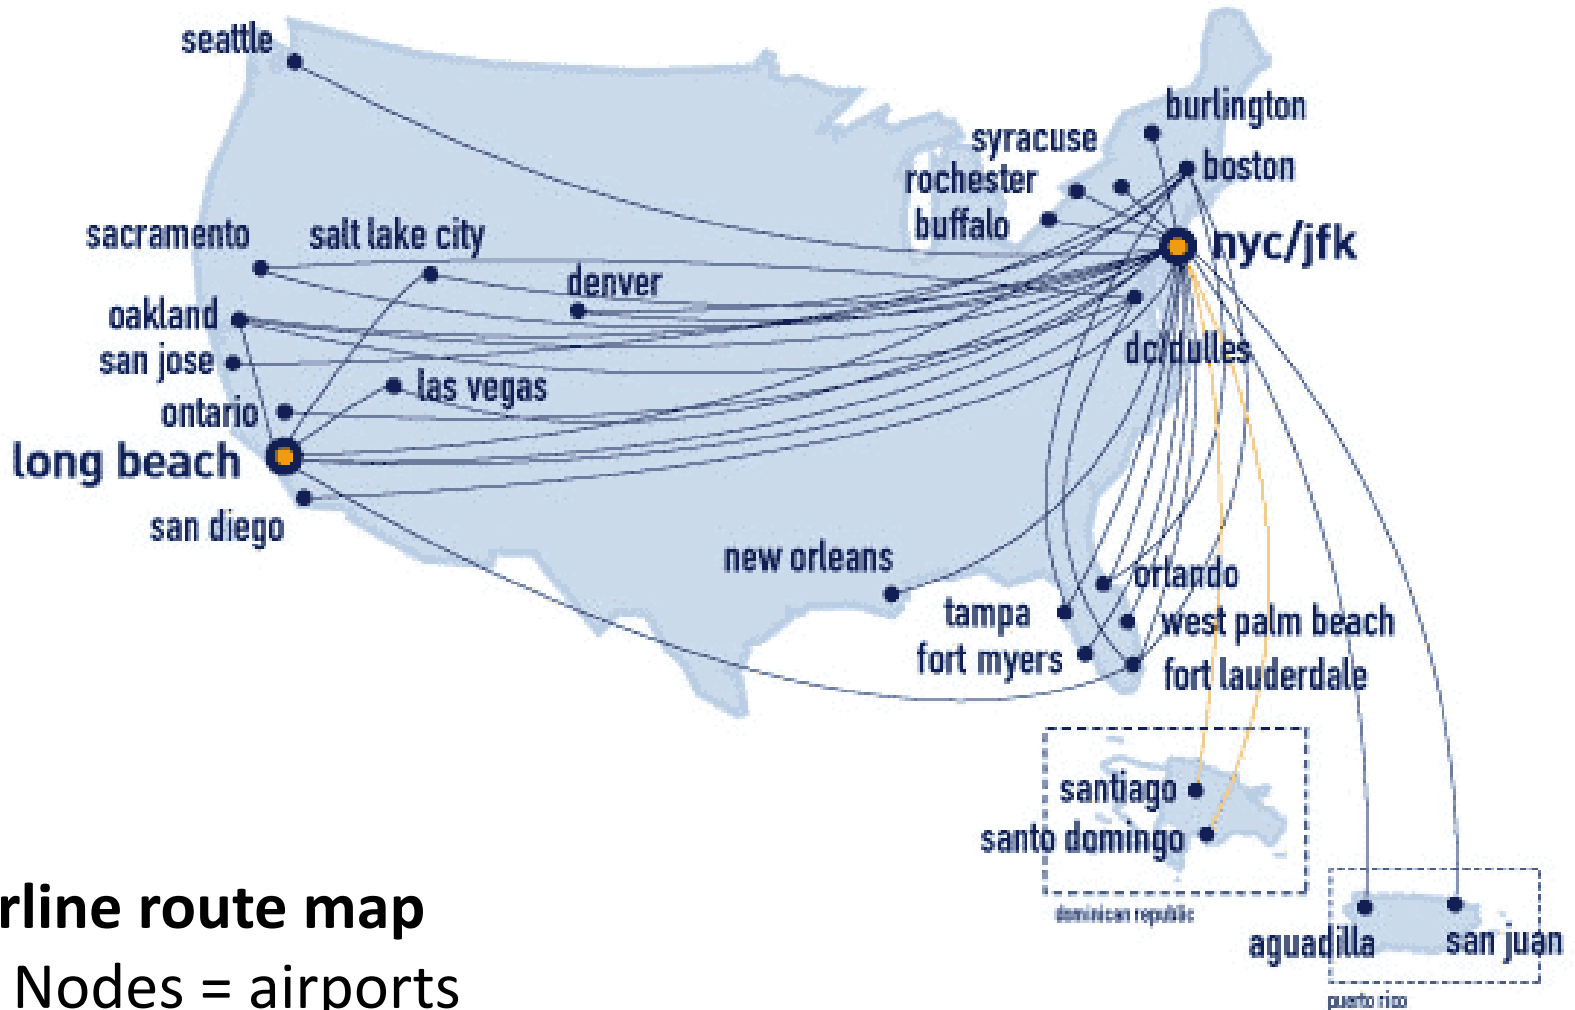 seattle
burlington
syracuse
boston
rochester
buffalo
sacramento
salt lake city
nyc/jfk
denver
oakland
dc/dulles
san jose
las vegas
ontario
long beach
san diego
new orleans
orlando
tampa
west palm beach
fort myers
fort lauderdale
santiago
santo domingo
dominican republic
aguadilla
san juan
puerto rico
rline route map
Nodes = airports